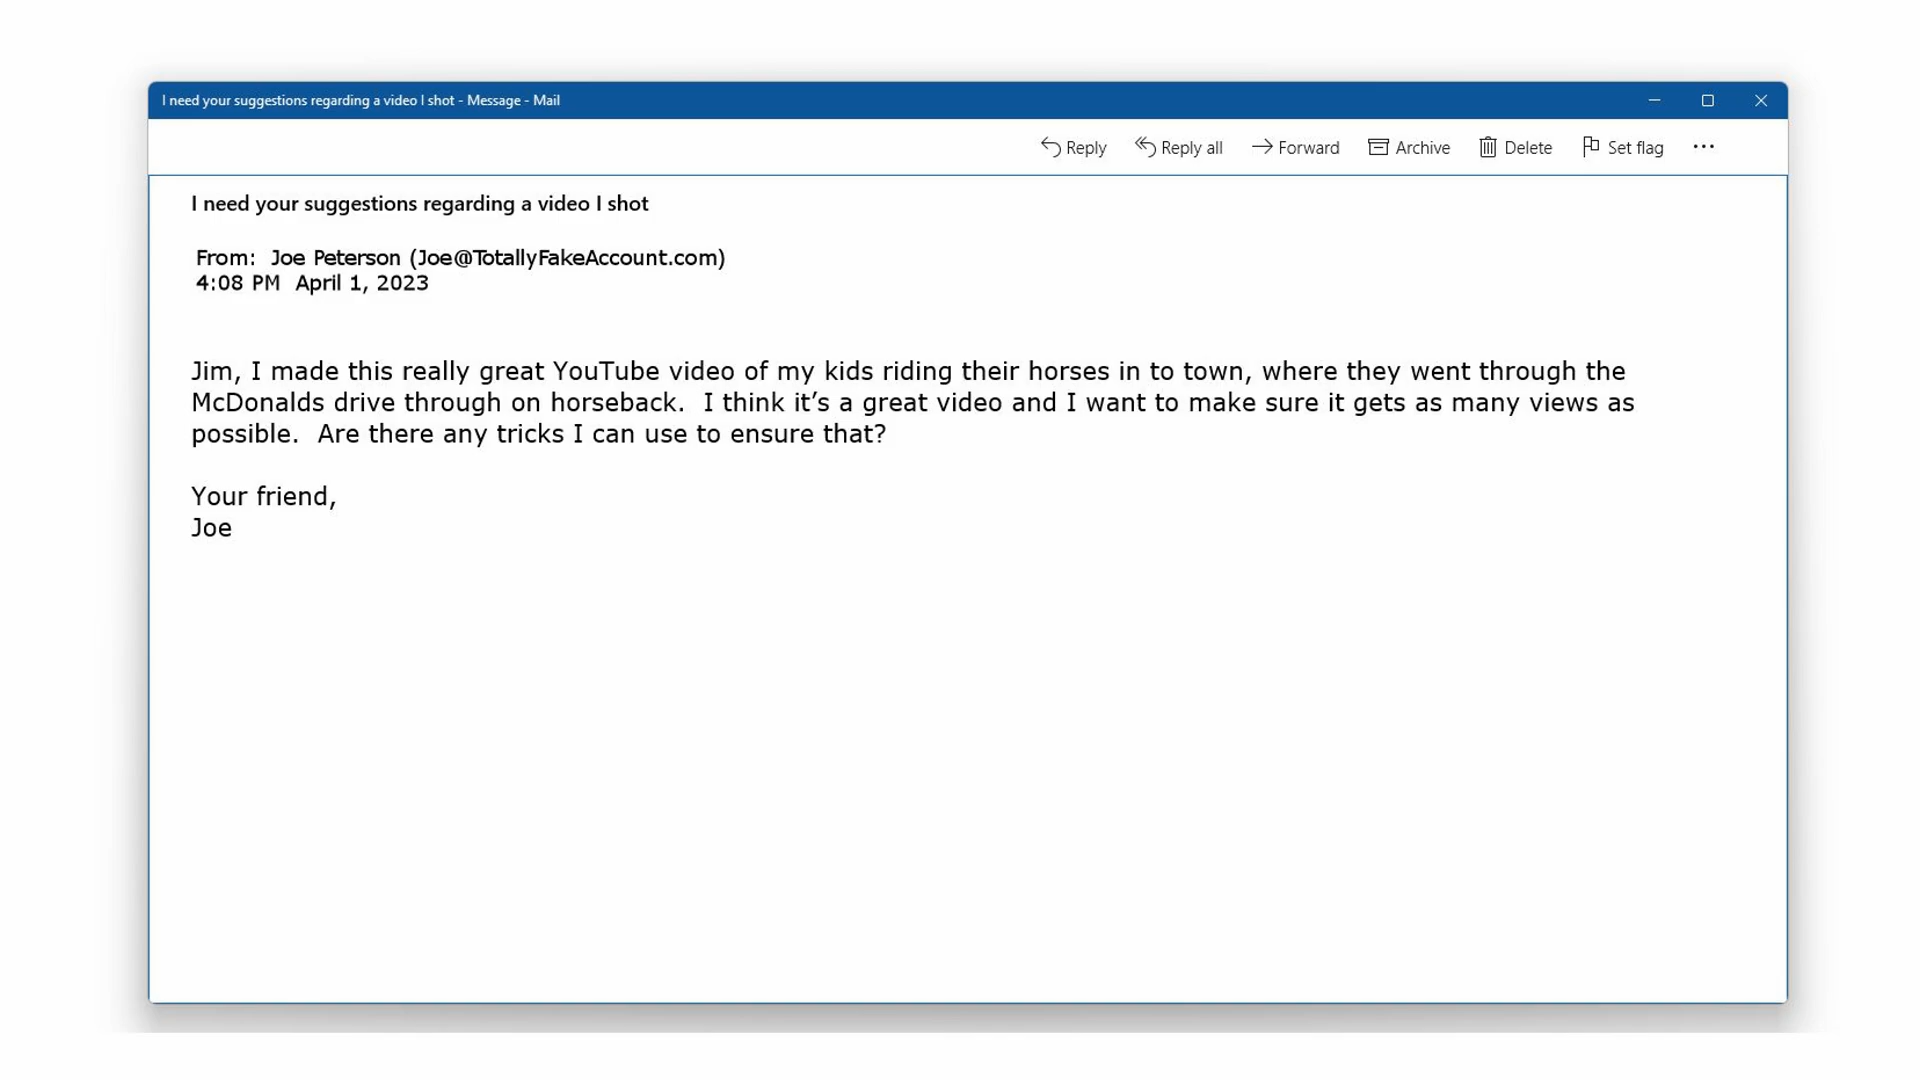 I need your suggestions regarding a video I shot - Message - Mail
Reply
Reply all
Forward
Archive
Delete
Set flag
I need your suggestions regarding a video I shot
From:  Joe Peterson (Joe@TotallyFakeAccount.com)
4:08 PM  April 1, 2023
Jim, I made this really great YouTube video of my kids riding their horses in to town, where they went through the
McDonalds drive through on horseback.  I think it’s a great video and I want to make sure it gets as many views as
possible.  Are there any tricks I can use to ensure that?
Your friend,
Joe